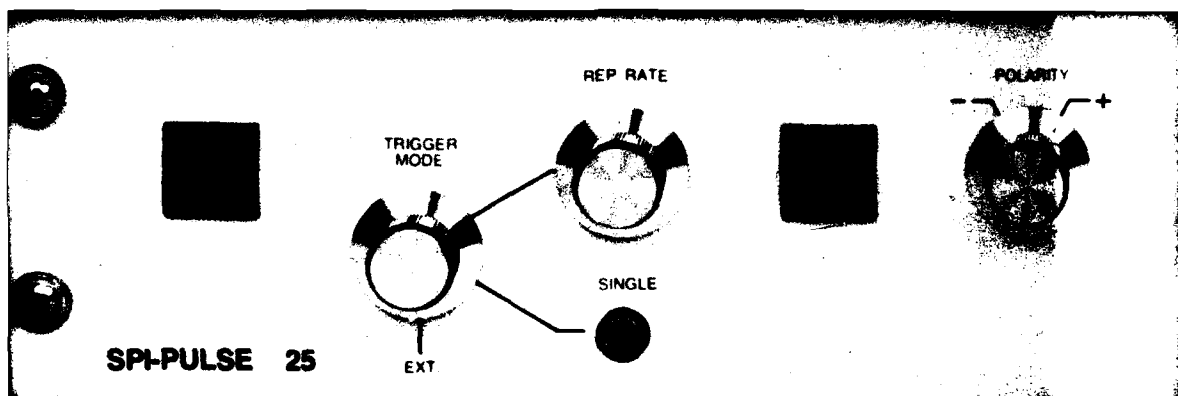 REP RATE
POLARITY
- +
TRIGGER
MODE
SINGLE
SPI-PULSE 25
EXT.